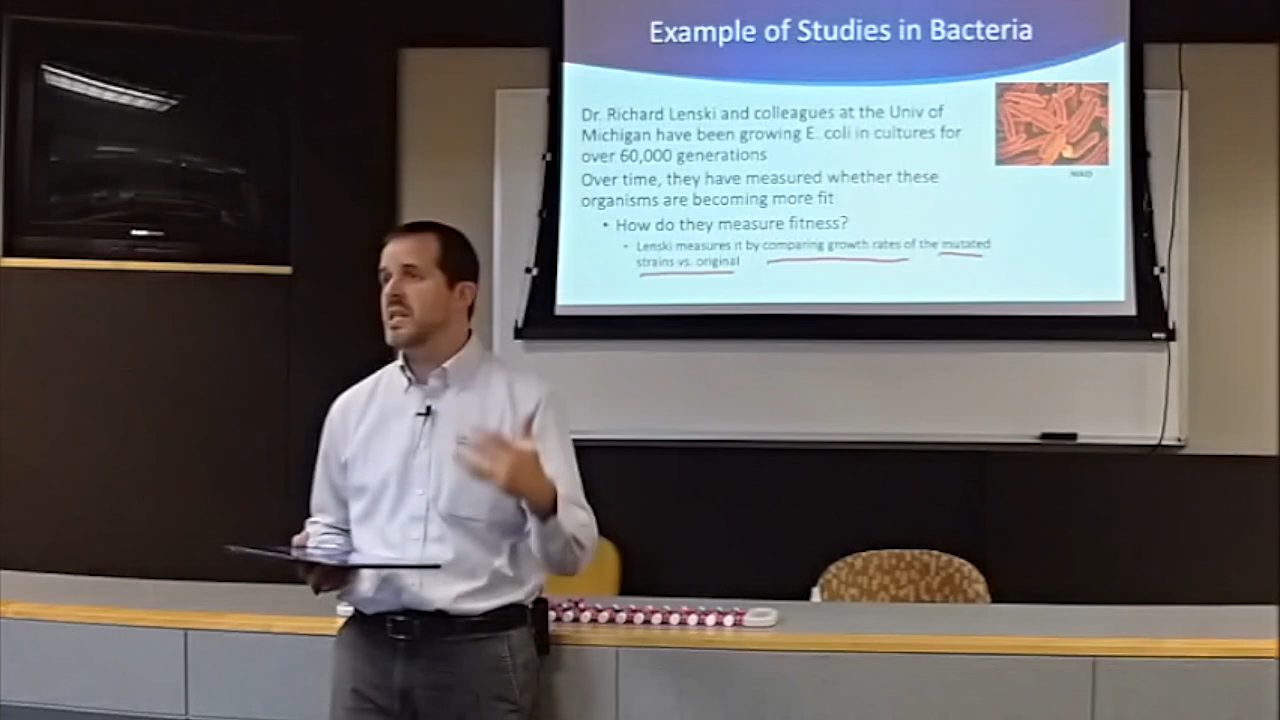 Example of Studies in Bacteria
Dr. Richard Lenski and colleagues at the Univ of
Michigan have been growing E. coli in cultures for
over 60,000 generations
NIAID
Over time, they have measured whether these
organisms are becoming more fit
• How do they measure fitness?
• Lenski measures it by comparing growth rates of the mutated
strains vs. original